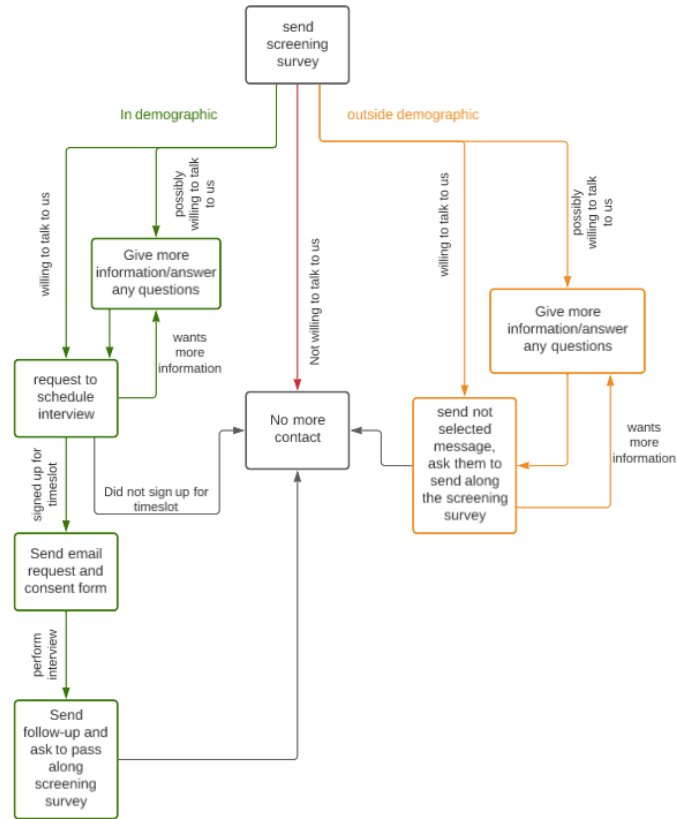 send
screening
survey
In demographic
outside demographic
willing to talk to us
possibly
willing to talk
to us
Not willing to talk to us
willing to talk to us
possibly
willing to talk
to us
Give more
information/answer
any questions
Give more
information/answer
any questions
wants
more
information
request to
schedule
interview
No more
contact
send not
selected
message,
ask them to
send along
the screening
survey
wants
more
information
signed up for
timeslot
Did not sign up for
timeslot
Send email
request and
consent form
perform
interview
Send
follow-up and
ask to pass
along
screening
survey